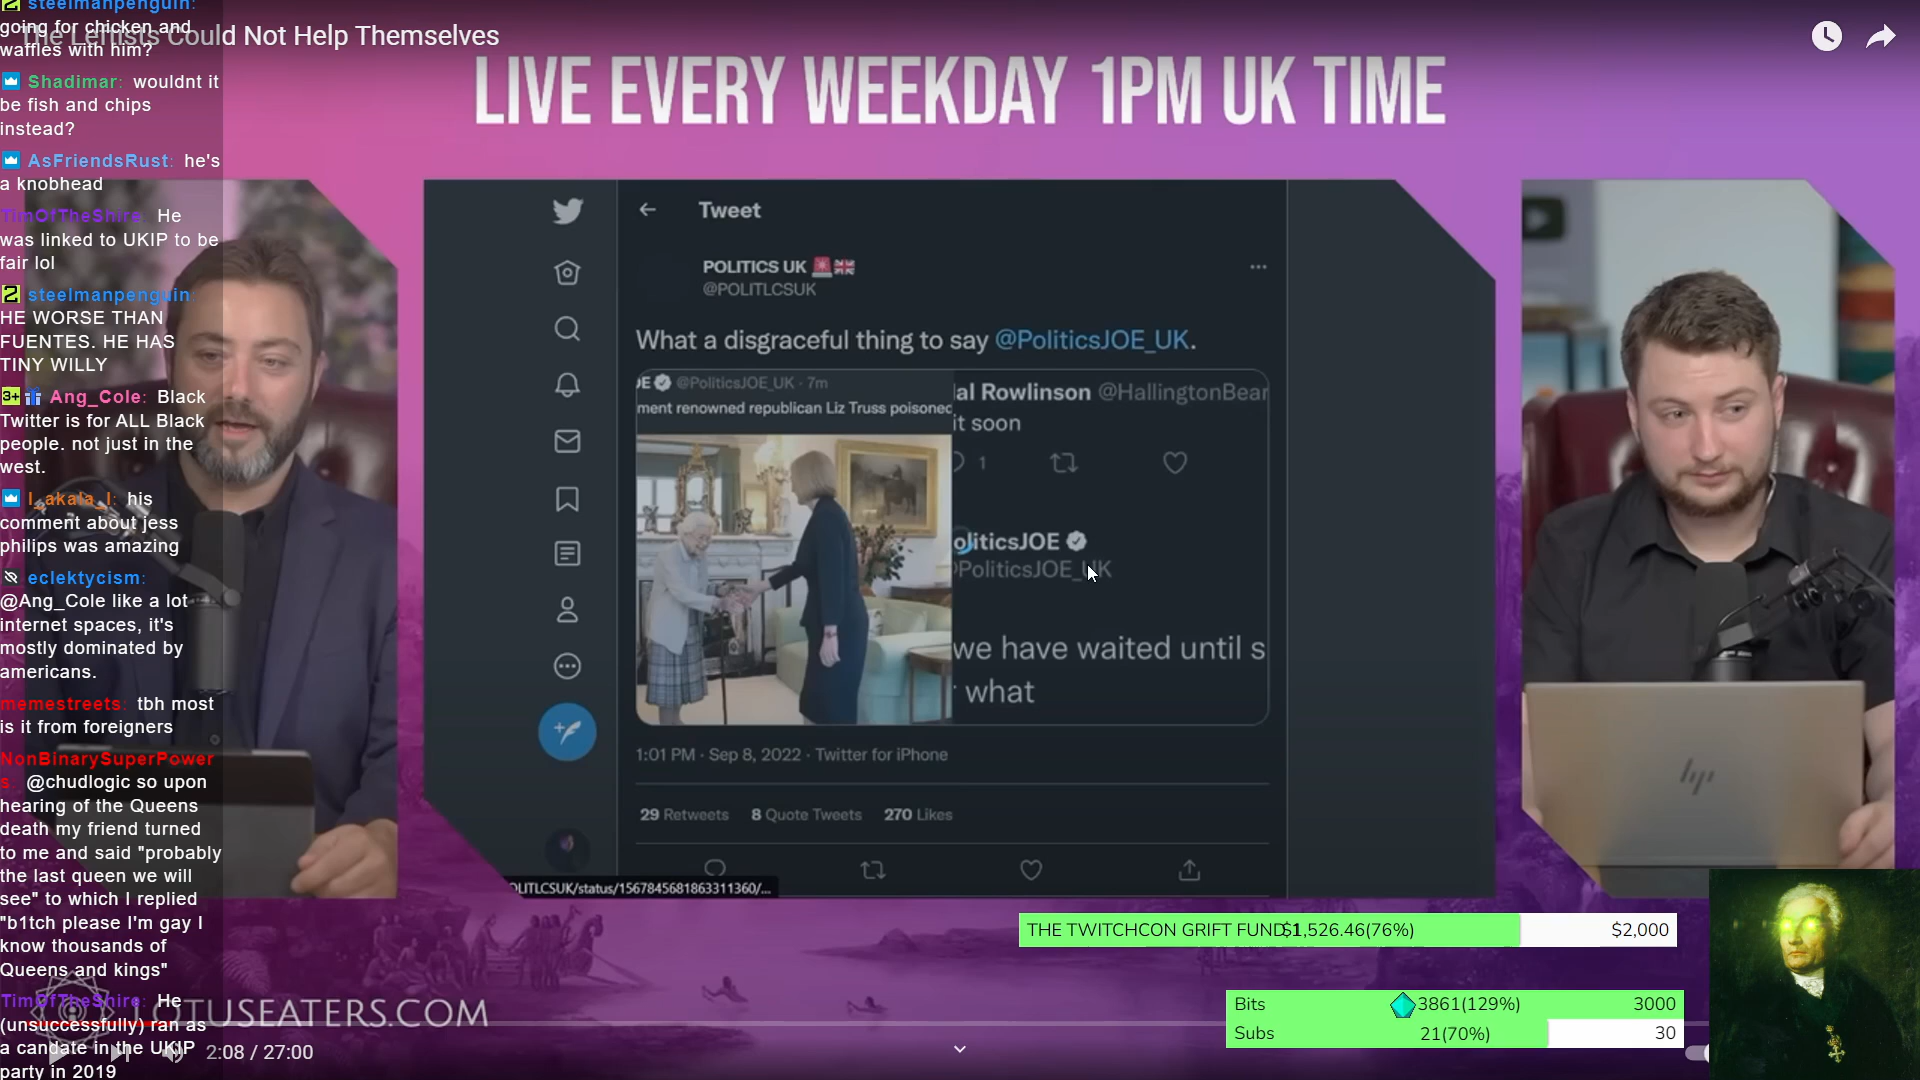 steelmanpenguin:
going for chicken and
waffles with him?
Shadimar: wouldnt it
be fish and chips
instead?
AsFriendsRust: he's
a knobhead
TimOfTheShire: He
was linked to UKIP to be
fair lol
steelmanpenguin:
HE WORSE THAN
FUENTES. HE HAS
TINY WILLY
3+ Ang_Cole: Black
Twitter is for ALL Black
people. not just in the
west.
l_akala_l: his
comment about jess
philips was amazing
eclektycism:
@Ang_Cole like a lot
internet spaces, it's
mostly dominated by
americans.
memestreets: tbh most
is it from foreigners
NonBinarySuperPower
s: @chudlogic so upon
hearing of the Queens
death my friend turned
to me and said "probably
the last queen we will
see" to which I replied
"b1tch please I'm gay I
know thousands of
Queens and kings"
TimOfTheShire: He
(unsuccessfully) ran as
a candate in the UKIP
party in 2019
The Leftists Could Not Help Themselves
LIVE EVERY WEEKDAY 1PM UK TIME
Tweet
POLITICS UK
@POLITLCSUK
What a disgraceful thing to say @PoliticsJOE_UK.
JE @PoliticsJOE_UK · 7m
ment renowned republican Liz Truss poisoned
al Rowlinson @HallingtonBear
it soon
1
oliticsJOE
PoliticsJOE_UK
we have waited until s
what
1:01 PM · Sep 8, 2022 · Twitter for iPhone
29 Retweets 8 Quote Tweets 270 Likes
OLITLCSUK/status/1567845681863311360/...
THE TWITCHCON GRIFT FUND $1,526.46(76%) $2,000
Bits 3861(129%) 3000
Subs 21(70%) 30
LOTUSEATERS.COM
2:08 / 27:00
hp